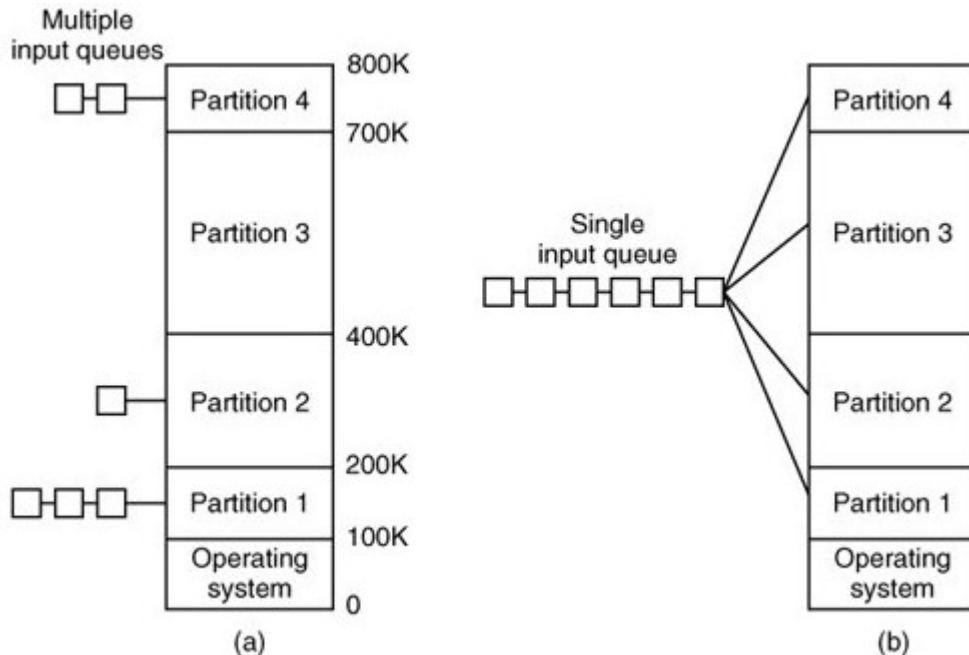 Multiple
input queues
800K
Partition 4
700K
Partition 3
400K
Partition 2
200K
Partition 1
100K
Operating
system
0
(a)
Single
input queue
Partition 4
Partition 3
Partition 2
Partition 1
Operating
system
(b)